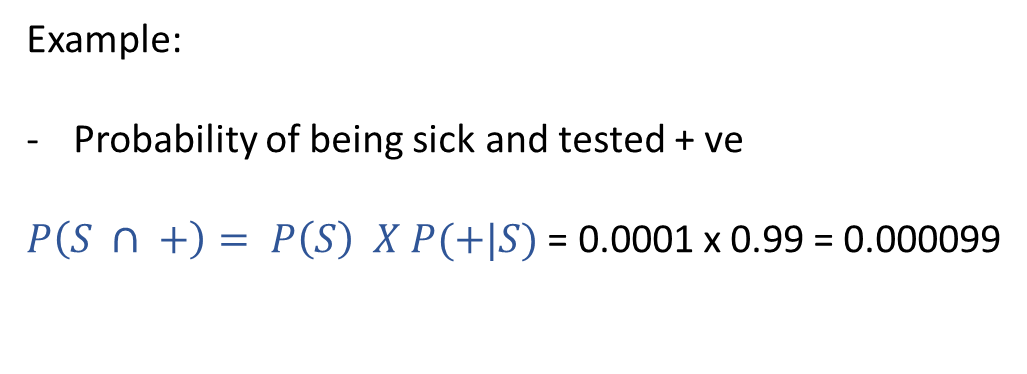 Example:
- Probability of being sick and tested + ve
P(S ∩ +) = P(S) X P(+|S) = 0.0001 x 0.99 = 0.000099